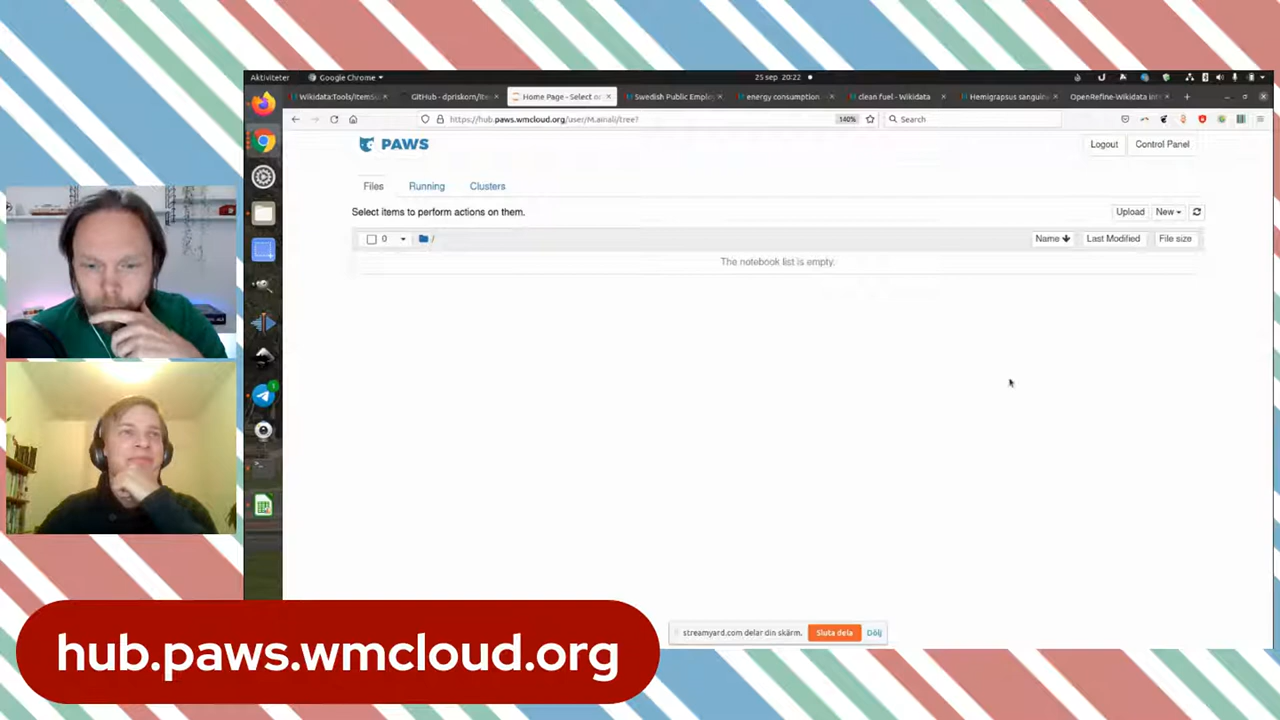 Aktiviteter
Google Chrome
25 sep 20:22
Wikidata:Tools/ItemSu
GitHub - dpriskorn/Ite
Home Page - Select or
Swedish Public Employ
energy consumption
clean fuel - Wikidata
Hemigrapsus sanguin
OpenRefine-Wikidata int
https://hub.paws.wmcloud.org/user/M.ainali/tree?
140%
Search
PAWS
Logout
Control Panel
Files
Running
Clusters
Select items to perform actions on them.
Upload
New
0
/
Name
Last Modified
File size
The notebook list is empty.
1
streamyard.com delar din skärm.
Sluta dela
Dölj
hub.paws.wmcloud.org